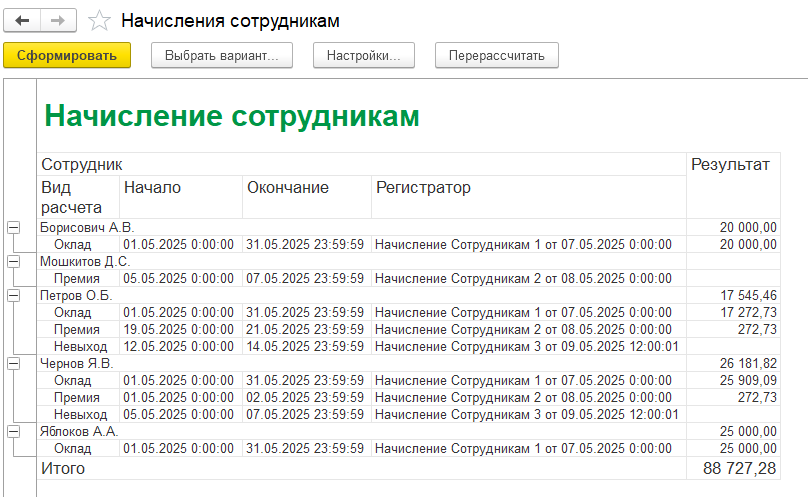 Начисления сотрудникам
Сформировать Выбрать вариант... Настройки... Перерассчитать
Начисление сотрудникам
Сотрудник Результат
Вид расчета Начало Окончание Регистратор
Борисович А.В. 20 000,00
Оклад 01.05.2025 0:00:00 31.05.2025 23:59:59 Начисление Сотрудникам 1 от 07.05.2025 0:00:00 20 000,00
Мошкитов Д.С.
Премия 05.05.2025 0:00:00 07.05.2025 23:59:59 Начисление Сотрудникам 2 от 08.05.2025 0:00:00
Петров О.Б. 17 545,46
Оклад 01.05.2025 0:00:00 31.05.2025 23:59:59 Начисление Сотрудникам 1 от 07.05.2025 0:00:00 17 272,73
Премия 19.05.2025 0:00:00 21.05.2025 23:59:59 Начисление Сотрудникам 2 от 08.05.2025 0:00:00 272,73
Невыход 12.05.2025 0:00:00 14.05.2025 23:59:59 Начисление Сотрудникам 3 от 09.05.2025 12:00:01
Чернов Я.В. 26 181,82
Оклад 01.05.2025 0:00:00 31.05.2025 23:59:59 Начисление Сотрудникам 1 от 07.05.2025 0:00:00 25 909,09
Премия 01.05.2025 0:00:00 02.05.2025 23:59:59 Начисление Сотрудникам 2 от 08.05.2025 0:00:00 272,73
Невыход 05.05.2025 0:00:00 07.05.2025 23:59:59 Начисление Сотрудникам 3 от 09.05.2025 12:00:01
Яблоков А.А. 25 000,00
Оклад 01.05.2025 0:00:00 31.05.2025 23:59:59 Начисление Сотрудникам 1 от 07.05.2025 0:00:00 25 000,00
Итого 88 727,28